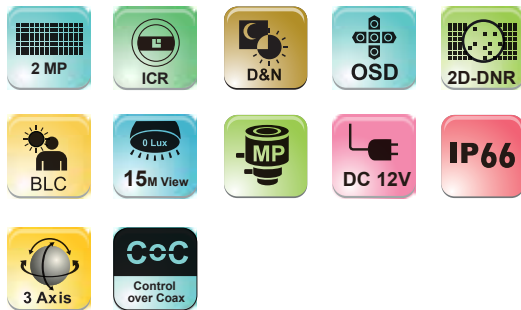 2 MP
ICR
D&N
OSD
2D-DNR
BLC
0 Lux
15M View
MP
DC 12V
IP66
3 Axis
CoC
Control
over Coax